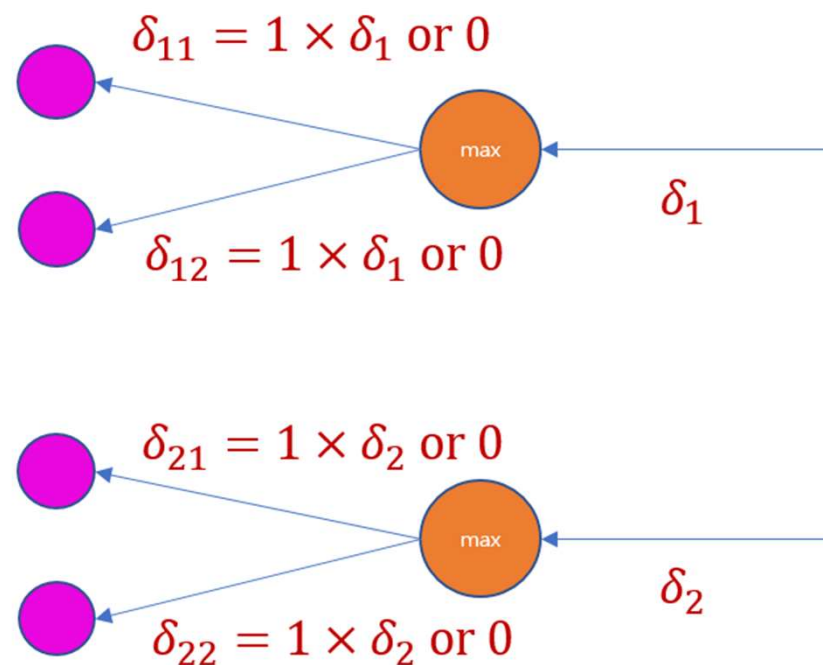 δ₁₁ = 1 × δ₁ or 0
max
δ₁
δ₁₂ = 1 × δ₁ or 0
δ₂₁ = 1 × δ₂ or 0
max
δ₂
δ₂₂ = 1 × δ₂ or 0